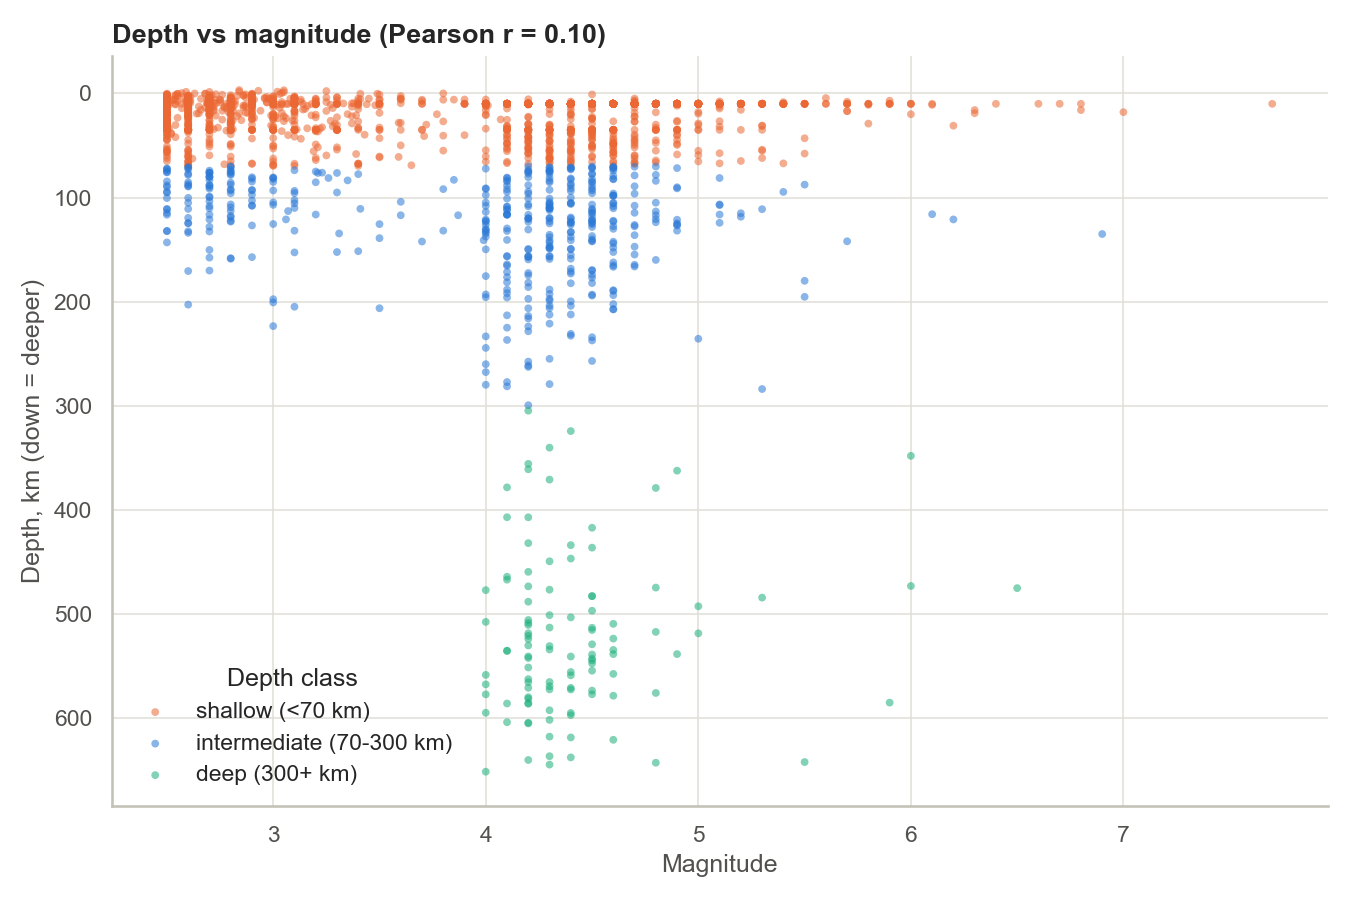 Depth vs magnitude (Pearson r = 0.10)
Depth, km (down = deeper)
0
100
200
300
400
500
600
Depth class
shallow (<70 km)
intermediate (70-300 km)
deep (300+ km)
3
4
5
6
7
Magnitude